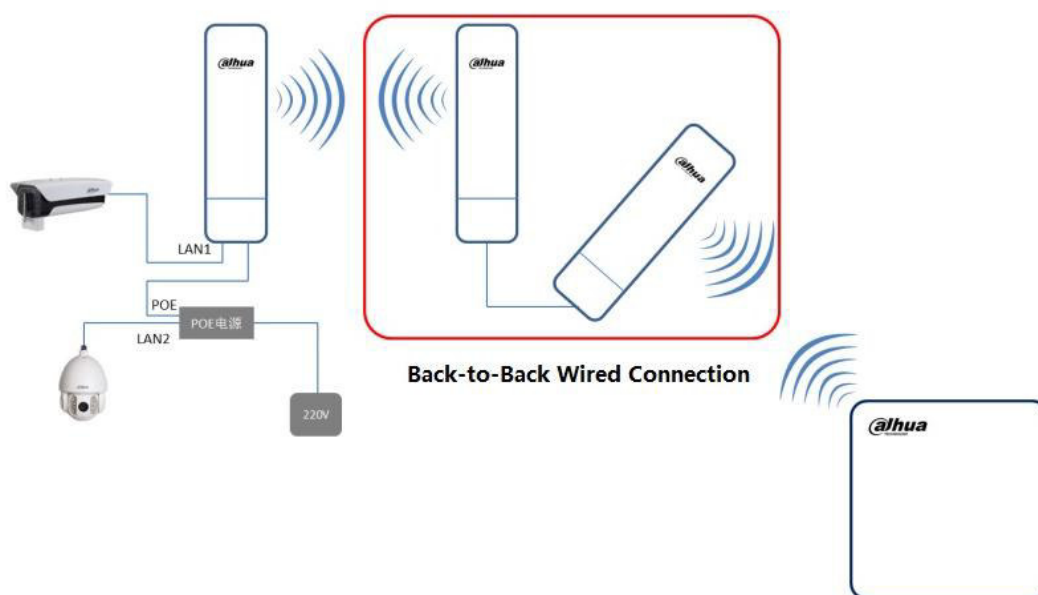 alhua
alhua
alhua
LAN1
POE
POE电源
LAN2
220V
Back-to-Back Wired Connection
alhua